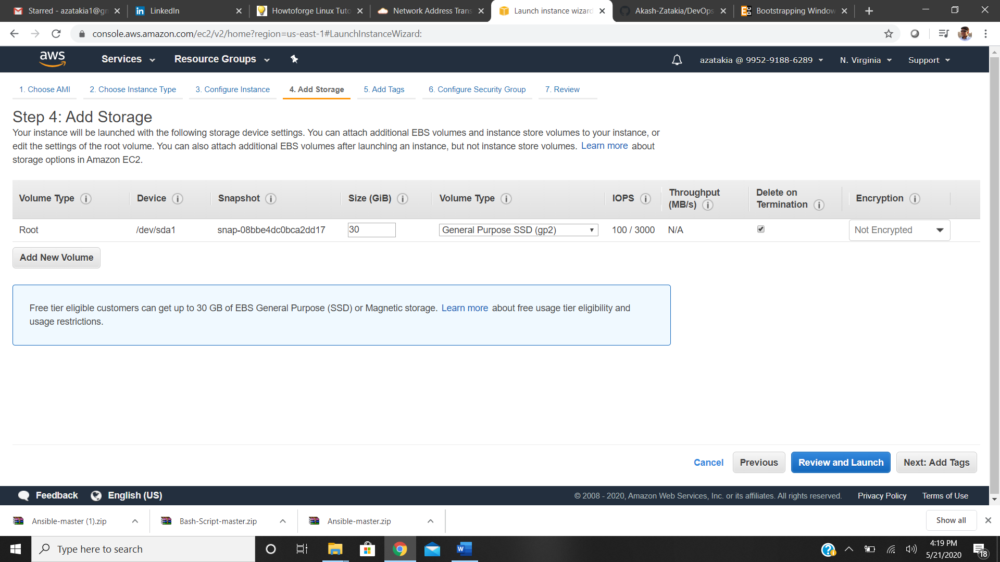 Starred - azatakia1@gm
LinkedIn
Howtoforge Linux Tuto
Network Address Trans
Launch instance wizard
Akash-Zatakia/DevOps
Bootstrapping Window
console.aws.amazon.com/ec2/v2/home?region=us-east-1#LaunchInstanceWizard:
aws
Services
Resource Groups
azatakia @ 9952-9188-6289
N. Virginia
Support
1. Choose AMI
2. Choose Instance Type
3. Configure Instance
4. Add Storage
5. Add Tags
6. Configure Security Group
7. Review
Step 4: Add Storage
Your instance will be launched with the following storage device settings. You can attach additional EBS volumes and instance store volumes to your instance, or
edit the settings of the root volume. You can also attach additional EBS volumes after launching an instance, but not instance store volumes. Learn more about
storage options in Amazon EC2.
Volume Type
Device
Snapshot
Size (GiB)
Volume Type
IOPS
Throughput
(MB/s)
Delete on
Termination
Encryption
Root
/dev/sda1
snap-08bbe4dc0bca2dd17
30
General Purpose SSD (gp2)
100 / 3000
N/A
Not Encrypted
Add New Volume
Free tier eligible customers can get up to 30 GB of EBS General Purpose (SSD) or Magnetic storage. Learn more about free usage tier eligibility and
usage restrictions.
Cancel
Previous
Review and Launch
Next: Add Tags
Feedback
English (US)
© 2008 - 2020, Amazon Web Services, Inc. or its affiliates. All rights reserved.
Privacy Policy
Terms of Use
Ansible-master (1).zip
Bash-Script-master.zip
Ansible-master.zip
Show all
Type here to search
4:19 PM
5/21/2020
18